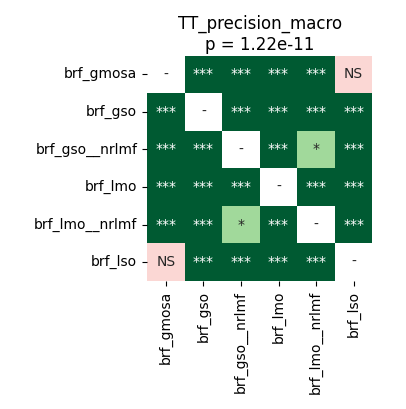 TT_precision_macro
p = 1.22e-11
brf_gmosa - *** *** *** *** NS
brf_gso *** - *** *** *** ***
brf_gso__nrlmf *** *** - *** * ***
brf_lmo *** *** *** - *** ***
brf_lmo__nrlmf *** *** * *** - ***
brf_lso NS *** *** *** *** -
brf_gmosa
brf_gso
brf_gso__nrlmf
brf_lmo
brf_lmo__nrlmf
brf_lso